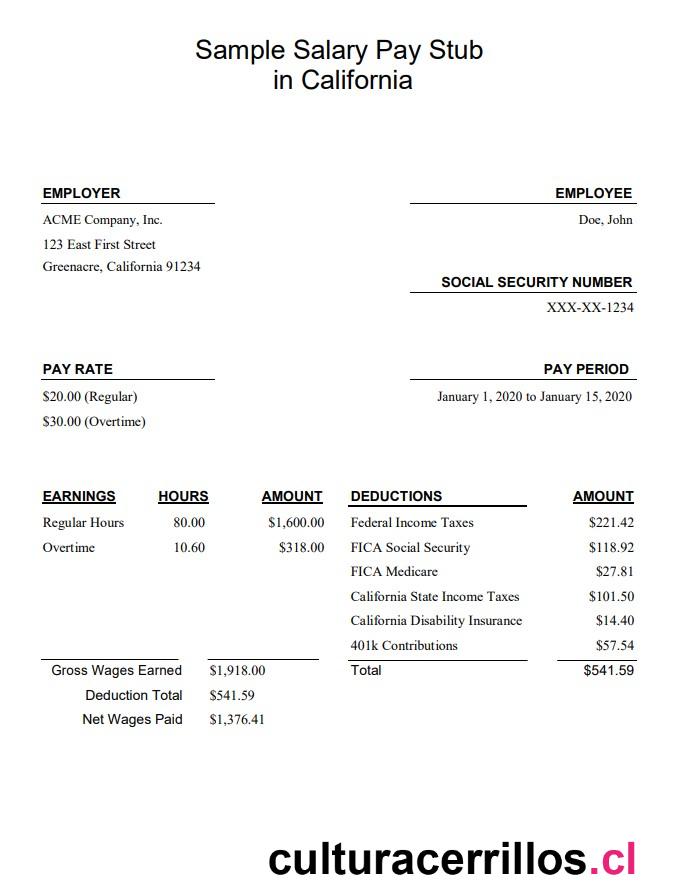 Sample Salary Pay Stub
in California
EMPLOYER
ACME Company, Inc.
123 East First Street
Greenacre, California 91234
EMPLOYEE
Doe, John
SOCIAL SECURITY NUMBER
XXX-XX-1234
PAY RATE
$20.00 (Regular)
$30.00 (Overtime)
PAY PERIOD
January 1, 2020 to January 15, 2020
EARNINGS HOURS AMOUNT
Regular Hours 80.00 $1,600.00
Overtime 10.60 $318.00
Gross Wages Earned $1,918.00
Deduction Total $541.59
Net Wages Paid $1,376.41
DEDUCTIONS AMOUNT
Federal Income Taxes $221.42
FICA Social Security $118.92
FICA Medicare $27.81
California State Income Taxes $101.50
California Disability Insurance $14.40
401k Contributions $57.54
Total $541.59
culturacerrillos.cl